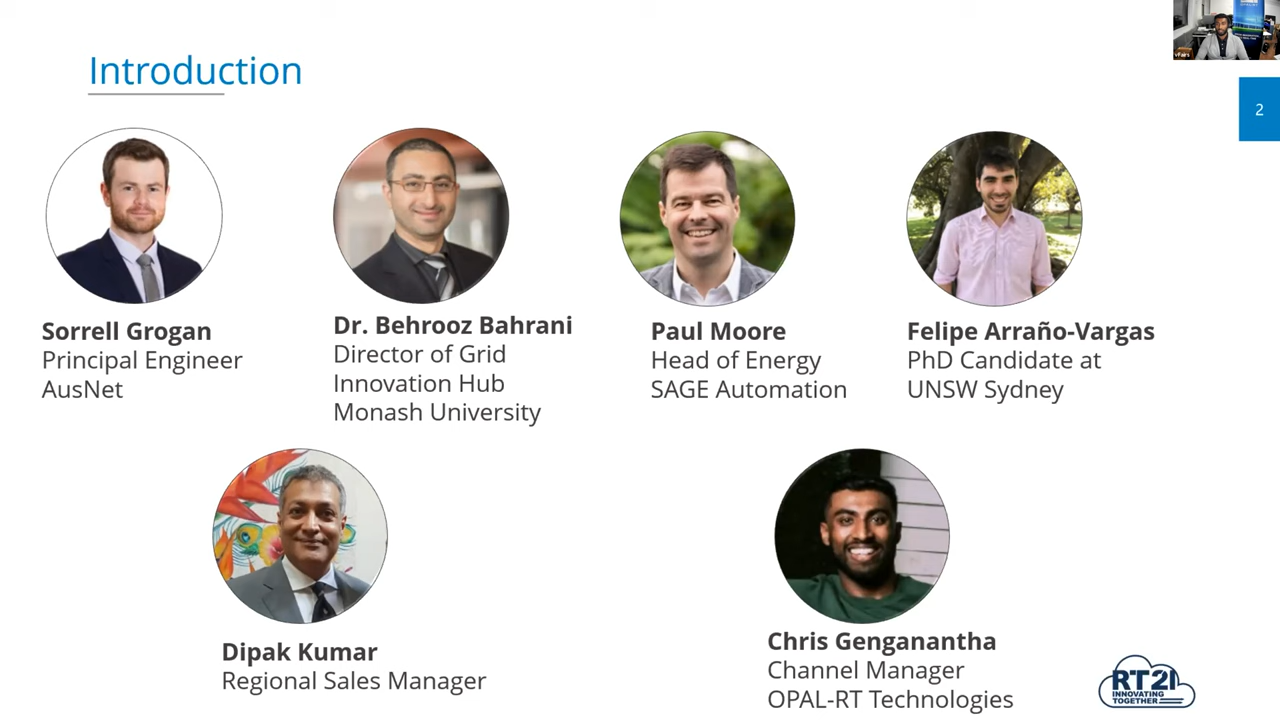 Introduction
2
Sorrell Grogan
Principal Engineer
AusNet
Dr. Behrooz Bahrani
Director of Grid
Innovation Hub
Monash University
Paul Moore
Head of Energy
SAGE Automation
Felipe Arraño-Vargas
PhD Candidate at
UNSW Sydney
Dipak Kumar
Regional Sales Manager
Chris Genganantha
Channel Manager
OPAL-RT Technologies
RT21
INNOVATING
TOGETHER